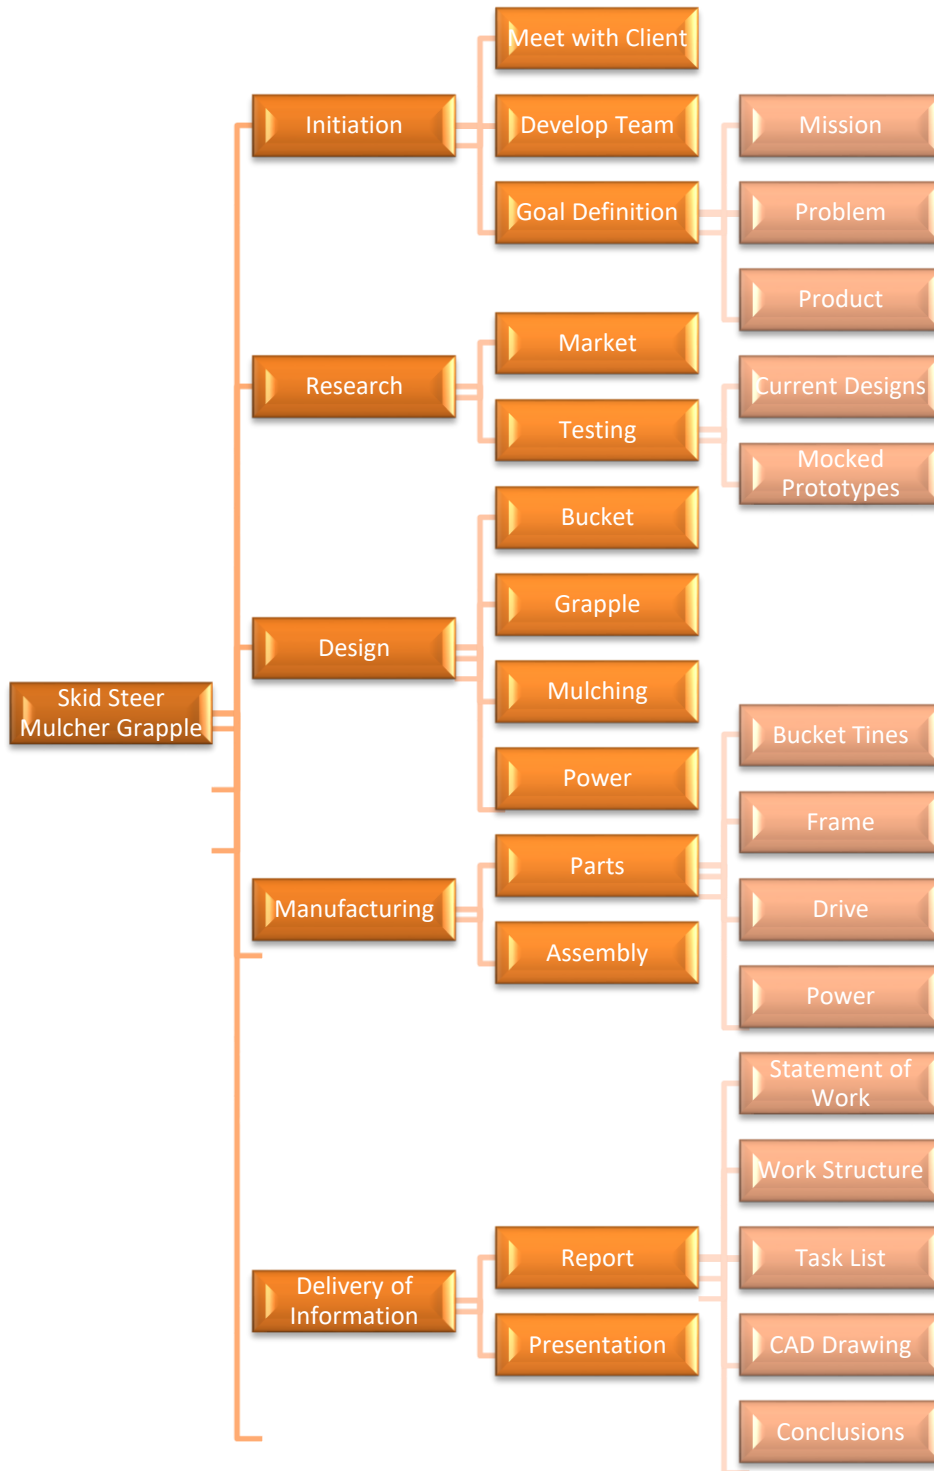 Skid Steer
Mulcher Grapple
Initiation
Meet with Client
Develop Team
Goal Definition
Mission
Problem
Product
Research
Market
Testing
Current Designs
Mocked
Prototypes
Design
Bucket
Grapple
Mulching
Power
Manufacturing
Parts
Bucket Tines
Frame
Drive
Power
Assembly
Delivery of
Information
Report
Statement of
Work
Work Structure
Task List
CAD Drawing
Conclusions
Presentation